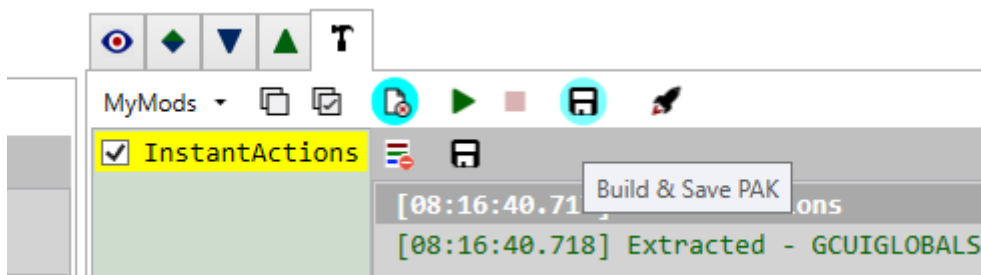 MyMods
InstantActions
Build & Save PAK
[08:16:40.71 ons
[08:16:40.718] Extracted - GCUIGLOBALS